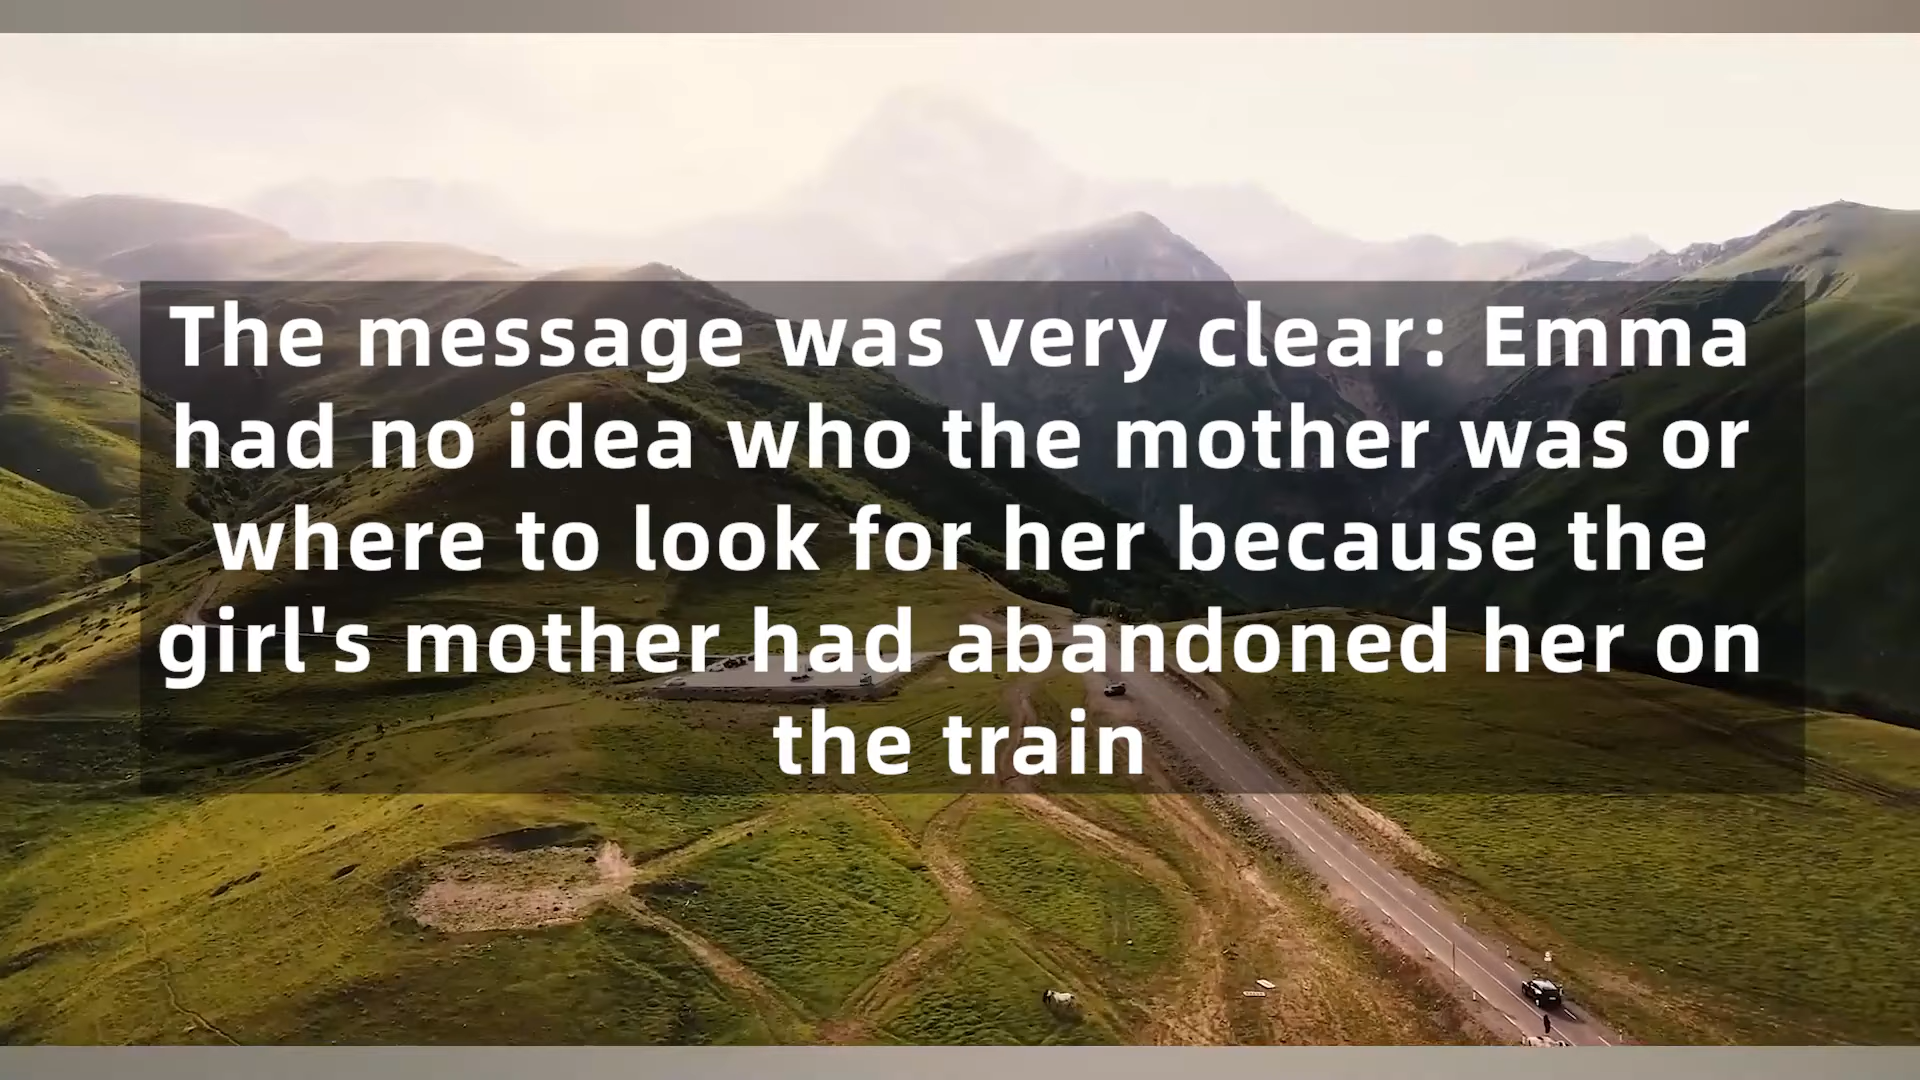 The message was very clear: Emma
had no idea who the mother was or
where to look for her because the
girl's mother had abandoned her on
the train